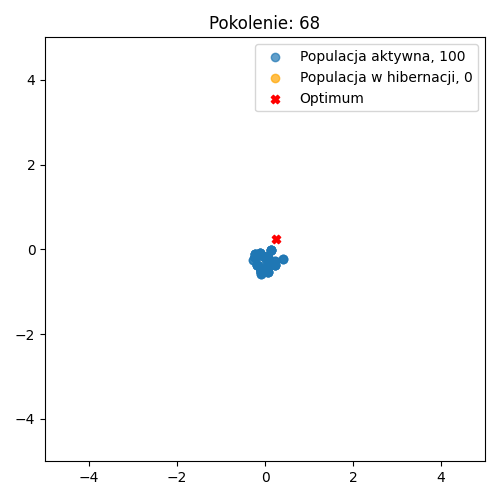 Pokolenie: 68
Populacja aktywna, 100
Populacja w hibernacji, 0
Optimum
4
2
0
−2
−4
−4 −2 0 2 4